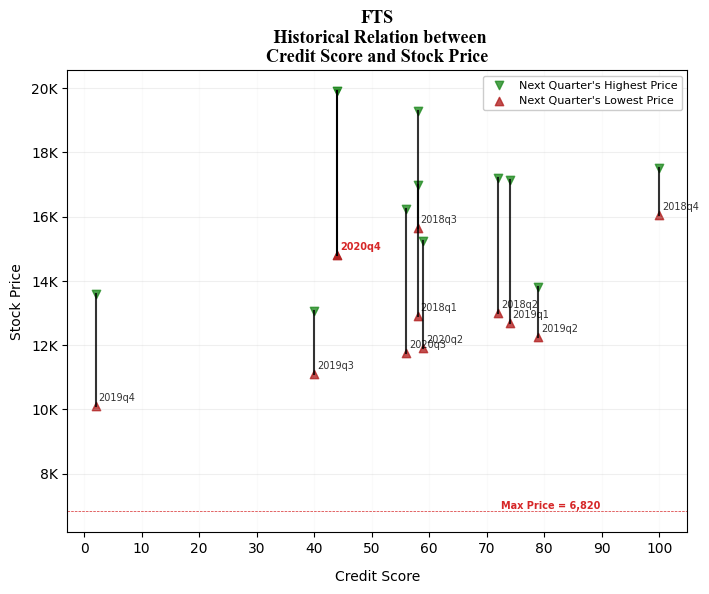 FTS
Historical Relation between
Credit Score and Stock Price
Next Quarter's Highest Price
Next Quarter's Lowest Price
20K
18K
16K
14K
12K
10K
8K
Stock Price
2018q4
2018q3
2020q4
2018q1
2018q2
2019q1
2019q2
2020q2
2020q3
2019q3
2019q4
Max Price = 6,820
0 10 20 30 40 50 60 70 80 90 100
Credit Score